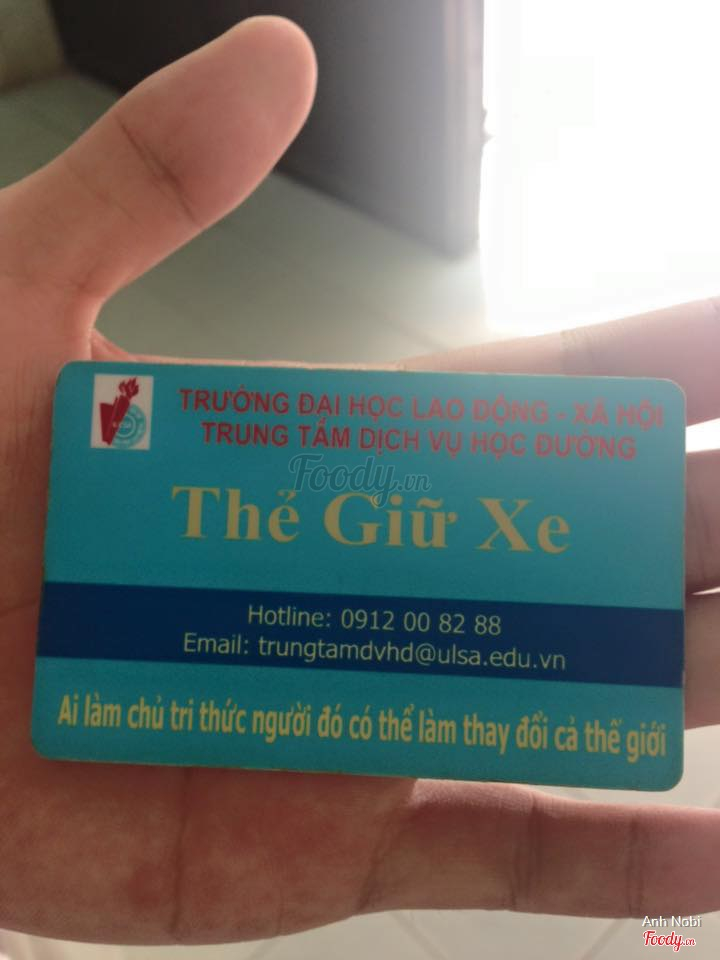 TRƯỜNG ĐẠI HỌC LAO ĐỘNG - XÃ HỘI
TRUNG TÂM DỊCH VỤ HỌC ĐƯỜNG
Foody.vn
Thẻ Giữ Xe
Hotline: 0912 00 82 88
Email: trungtamdvhd@ulsa.edu.vn
Ai làm chủ tri thức người đó có thể làm thay đổi cả thế giới
Anh Nobi
Foody.vn